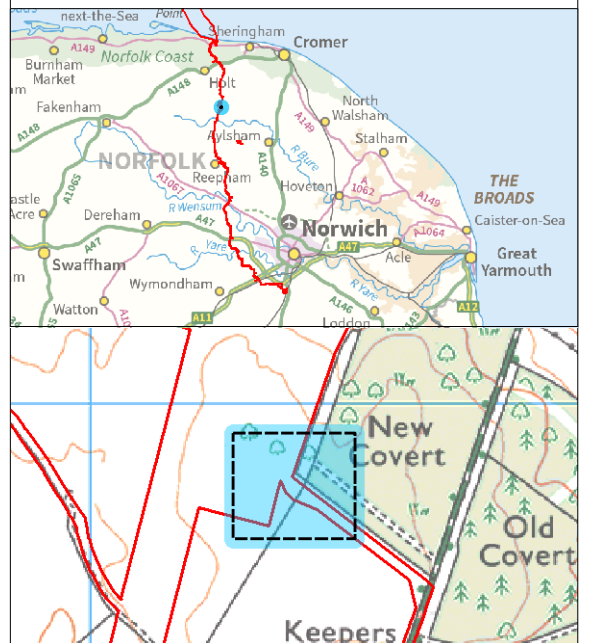 next-the-Sea
Point
Sheringham
A149
Cromer
Burnham
Market
Norfolk Coast
A148
Holt
Fakenham
A149
North
Walsham
Aylsham
Stalham
A148
A140
R Bure
NORFOLK
Reepham
A1065
A1067
Hoveton
A
1062
A149
THE
BROADS
Acre
Dereham
R Wensum
A47
Norwich
A1064
Caister-on-Sea
A47
R Yare
A47
Acle
Great
Yarmouth
Swaffham
Wymondham
R Yare
A12
Watton
A11
A146
Loddon
A143
New
Covert
Old
Covert
Keepers